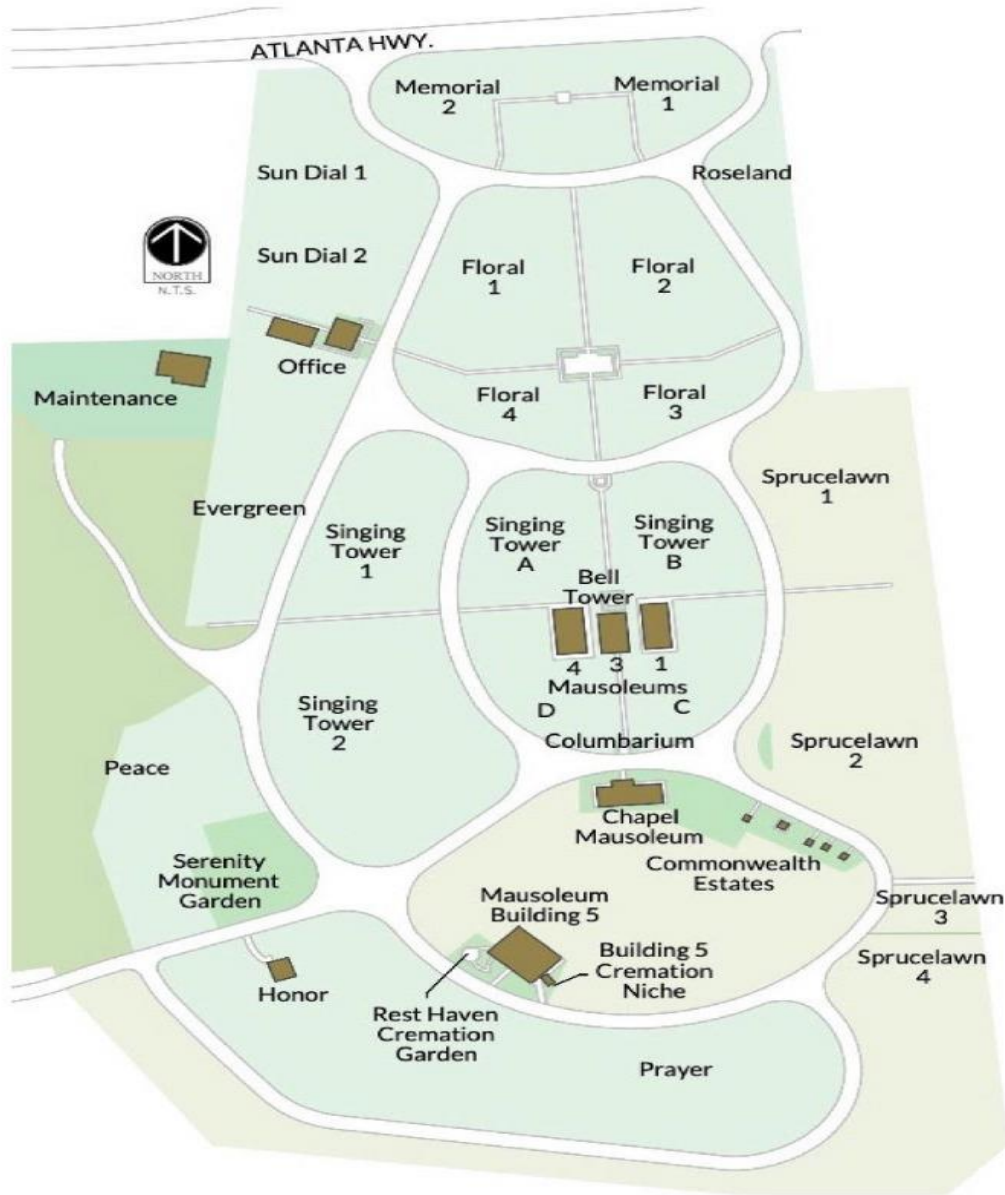 ATLANTA HWY.
Memorial
2
Memorial
1
Sun Dial 1
Roseland
NORTH
N.T.S.
Sun Dial 2
Floral
1
Floral
2
Office
Maintenance
Floral
4
Floral
3
Sprucelawn
1
Evergreen
Singing
Tower
1
Singing
Tower
A
Singing
Tower
B
Bell
Tower
4
3
1
Mausoleums
D
C
Singing
Tower
2
Columbarium
Sprucelawn
2
Peace
Chapel
Mausoleum
Commonwealth
Estates
Serenity
Monument
Garden
Mausoleum
Building 5
Sprucelawn
3
Building 5
Cremation
Niche
Sprucelawn
4
Honor
Rest Haven
Cremation
Garden
Prayer